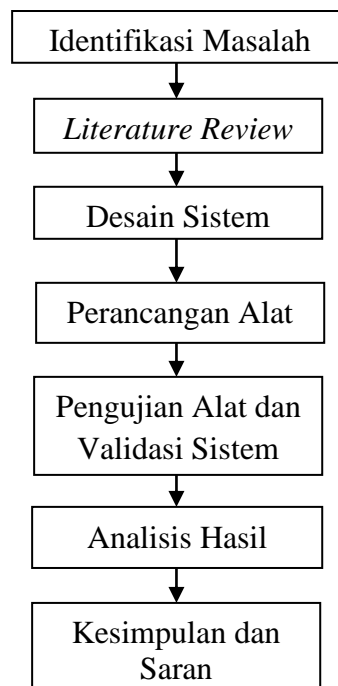 Identifikasi Masalah
Literature Review
Desain Sistem
Perancangan Alat
Pengujian Alat dan
Validasi Sistem
Analisis Hasil
Kesimpulan dan
Saran